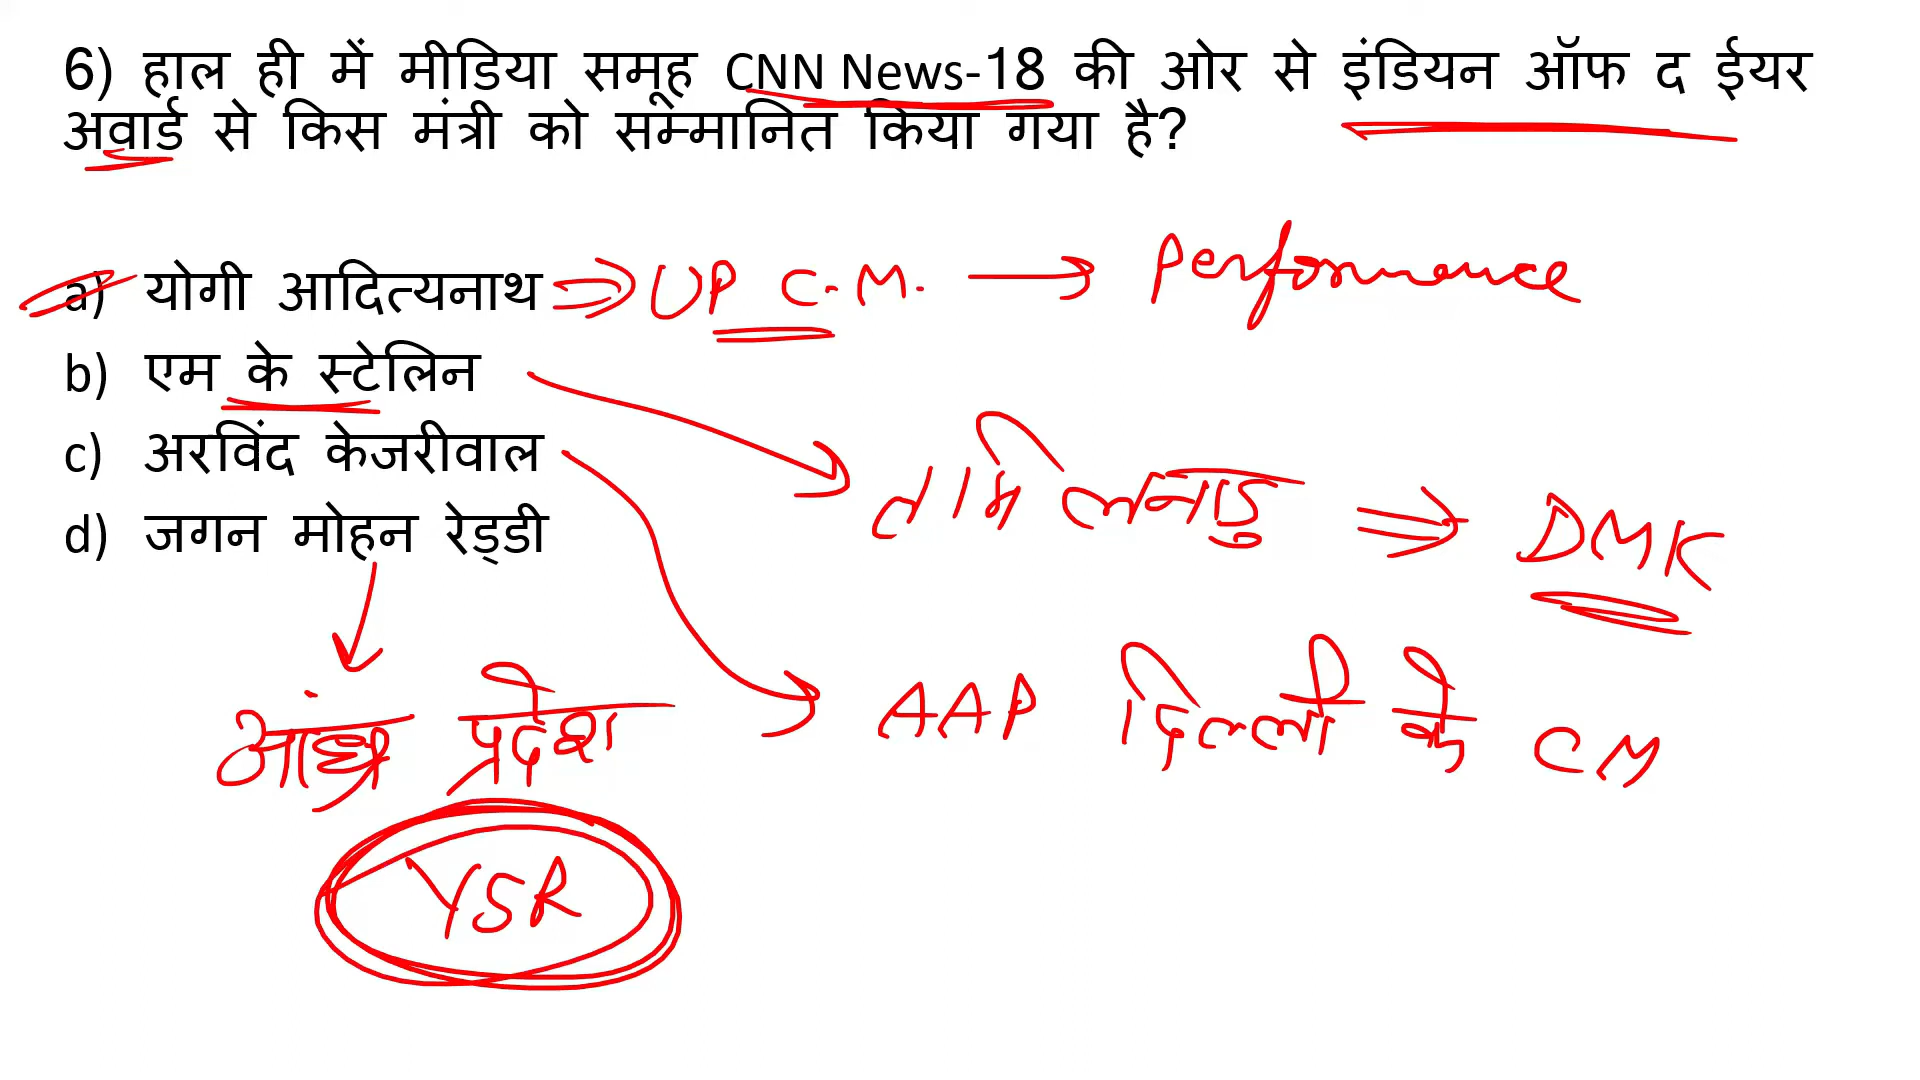 6) हाल ही में मीडिया समूह CNN News-18 की ओर से इंडियन ऑफ द ईयर
अवार्ड से किस मंत्री को सम्मानित किया गया है?
a) योगी आदित्यनाथ ⇒ UP C.M. → Performance
b) एम के स्टेलिन
c) अरविंद केजरीवाल
तामिलनाडु ⇒ DMK
d) जगन मोहन रेड्डी
आंध्र प्रदेश
AAP दिल्ली के CM
YSR